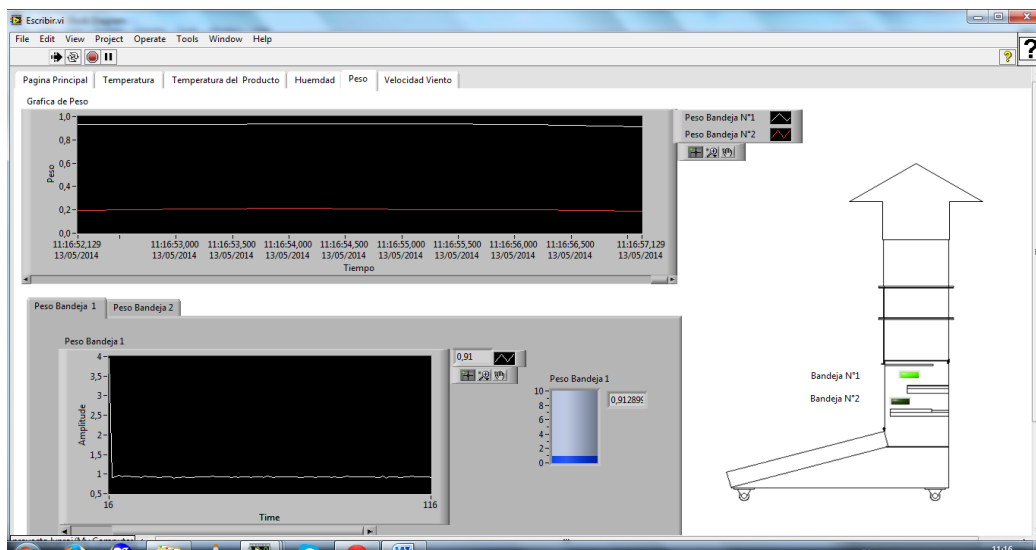 Escribir.vi
File Edit View Project Operate Tools Window Help
?
?
Pagina Principal Temperatura Temperatura del Producto Huemdad Peso Velocidad Viento
Grafica de Peso
Peso
1,0
0,8
0,6
0,4
0,2
0,0
11:16:52,129 11:16:53,000 11:16:53,500 11:16:54,000 11:16:54,500 11:16:55,000 11:16:55,500 11:16:56,000 11:16:56,500 11:16:57,129
13/05/2014 13/05/2014 13/05/2014 13/05/2014 13/05/2014 13/05/2014 13/05/2014 13/05/2014 13/05/2014 13/05/2014
Tiempo
Peso Bandeja N°1
Peso Bandeja N°2
Peso Bandeja 1 Peso Bandeja 2
Peso Bandeja 1
Amplitude
4
3,5
3
2,5
2
1,5
1
0,5
16 116
Time
0,91
Peso Bandeja 1
10
8
6
4
2
0
0,912899
Bandeja N°1
Bandeja N°2
11:16